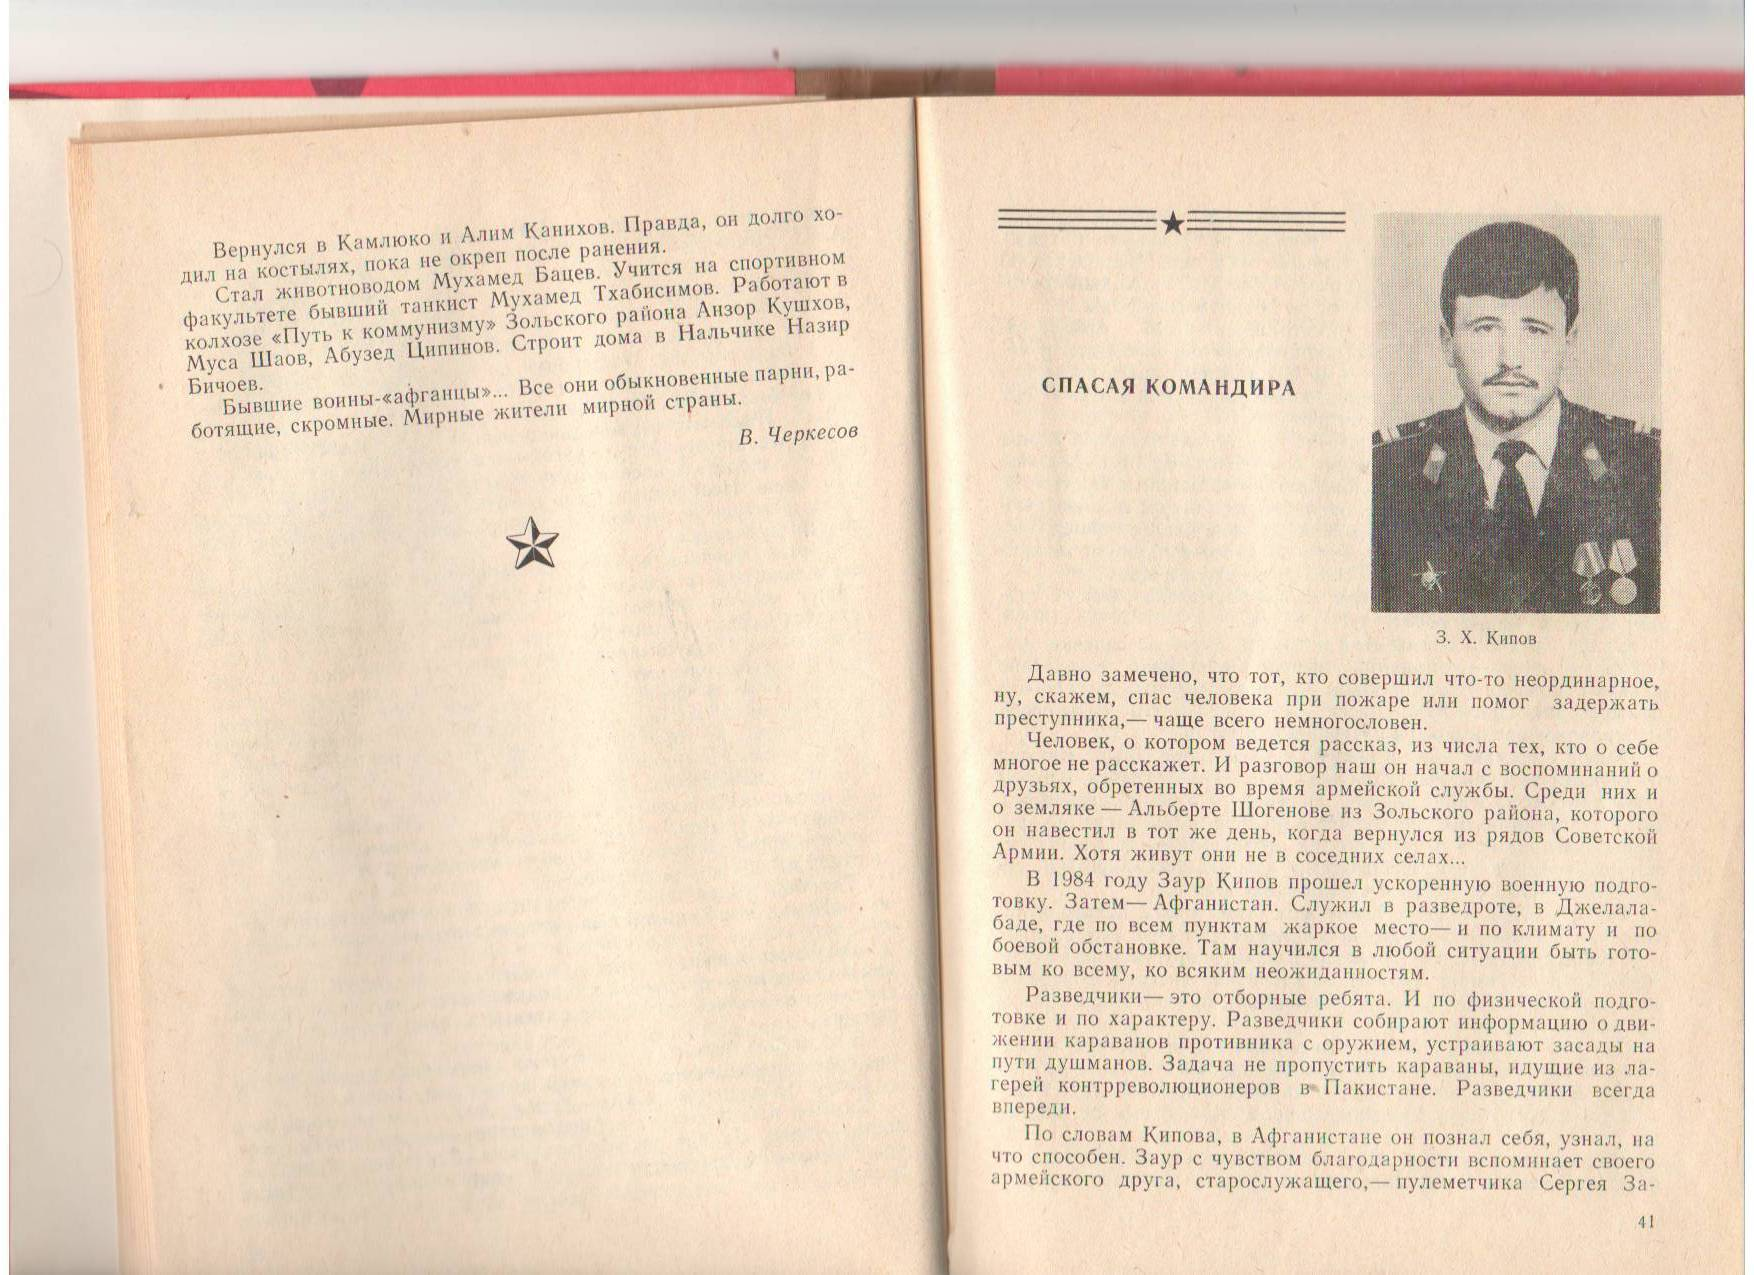 Вернулся в Камлюко и Алим Канихов. Правда, он долго хо-
дил на костылях, пока не окреп после ранения.
Стал животноводом Мухамед Бацев. Учится на спортивном
факультете бывший танкист Мухамед Тхабисимов. Работают в
колхозе «Путь к коммунизму» Зольского района Анзор Кушхов,
Муса Шаов, Абузед Ципинов. Строит дома в Нальчике Назир
Бичоев.
Бывшие воины-«афганцы»... Все они обыкновенные парни, ра-
ботящие, скромные. Мирные жители мирной страны.
В. Черкесов
СПАСАЯ КОМАНДИРА
З. Х. Кипов
Давно замечено, что тот, кто совершил что-то неординарное,
ну, скажем, спас человека при пожаре или помог задержать
преступника,— чаще всего немногословен.
Человек, о котором ведется рассказ, из числа тех, кто о себе
многое не расскажет. И разговор наш он начал с воспоминаний о
друзьях, обретенных во время армейской службы. Среди них и
о земляке — Альберте Шогенове из Зольского района, которого
он навестил в тот же день, когда вернулся из рядов Советской
Армии. Хотя живут они не в соседних селах...
В 1984 году Заур Кипов прошел ускоренную военную подго-
товку. Затем— Афганистан. Служил в разведроте, в Джелала-
баде, где по всем пунктам жаркое место— и по климату и по
боевой обстановке. Там научился в любой ситуации быть гото-
вым ко всему, ко всяким неожиданностям.
Разведчики— это отборные ребята. И по физической подго-
товке и по характеру. Разведчики собирают информацию о дви-
жении караванов противника с оружием, устраивают засады на
пути душманов. Задача не пропустить караваны, идущие из ла-
герей контрреволюционеров в Пакистане. Разведчики всегда
впереди.
По словам Кипова, в Афганистане он познал себя, узнал, на
что способен. Заур с чувством благодарности вспоминает своего
армейского друга, старослужащего,— пулеметчика Сергея За-
41